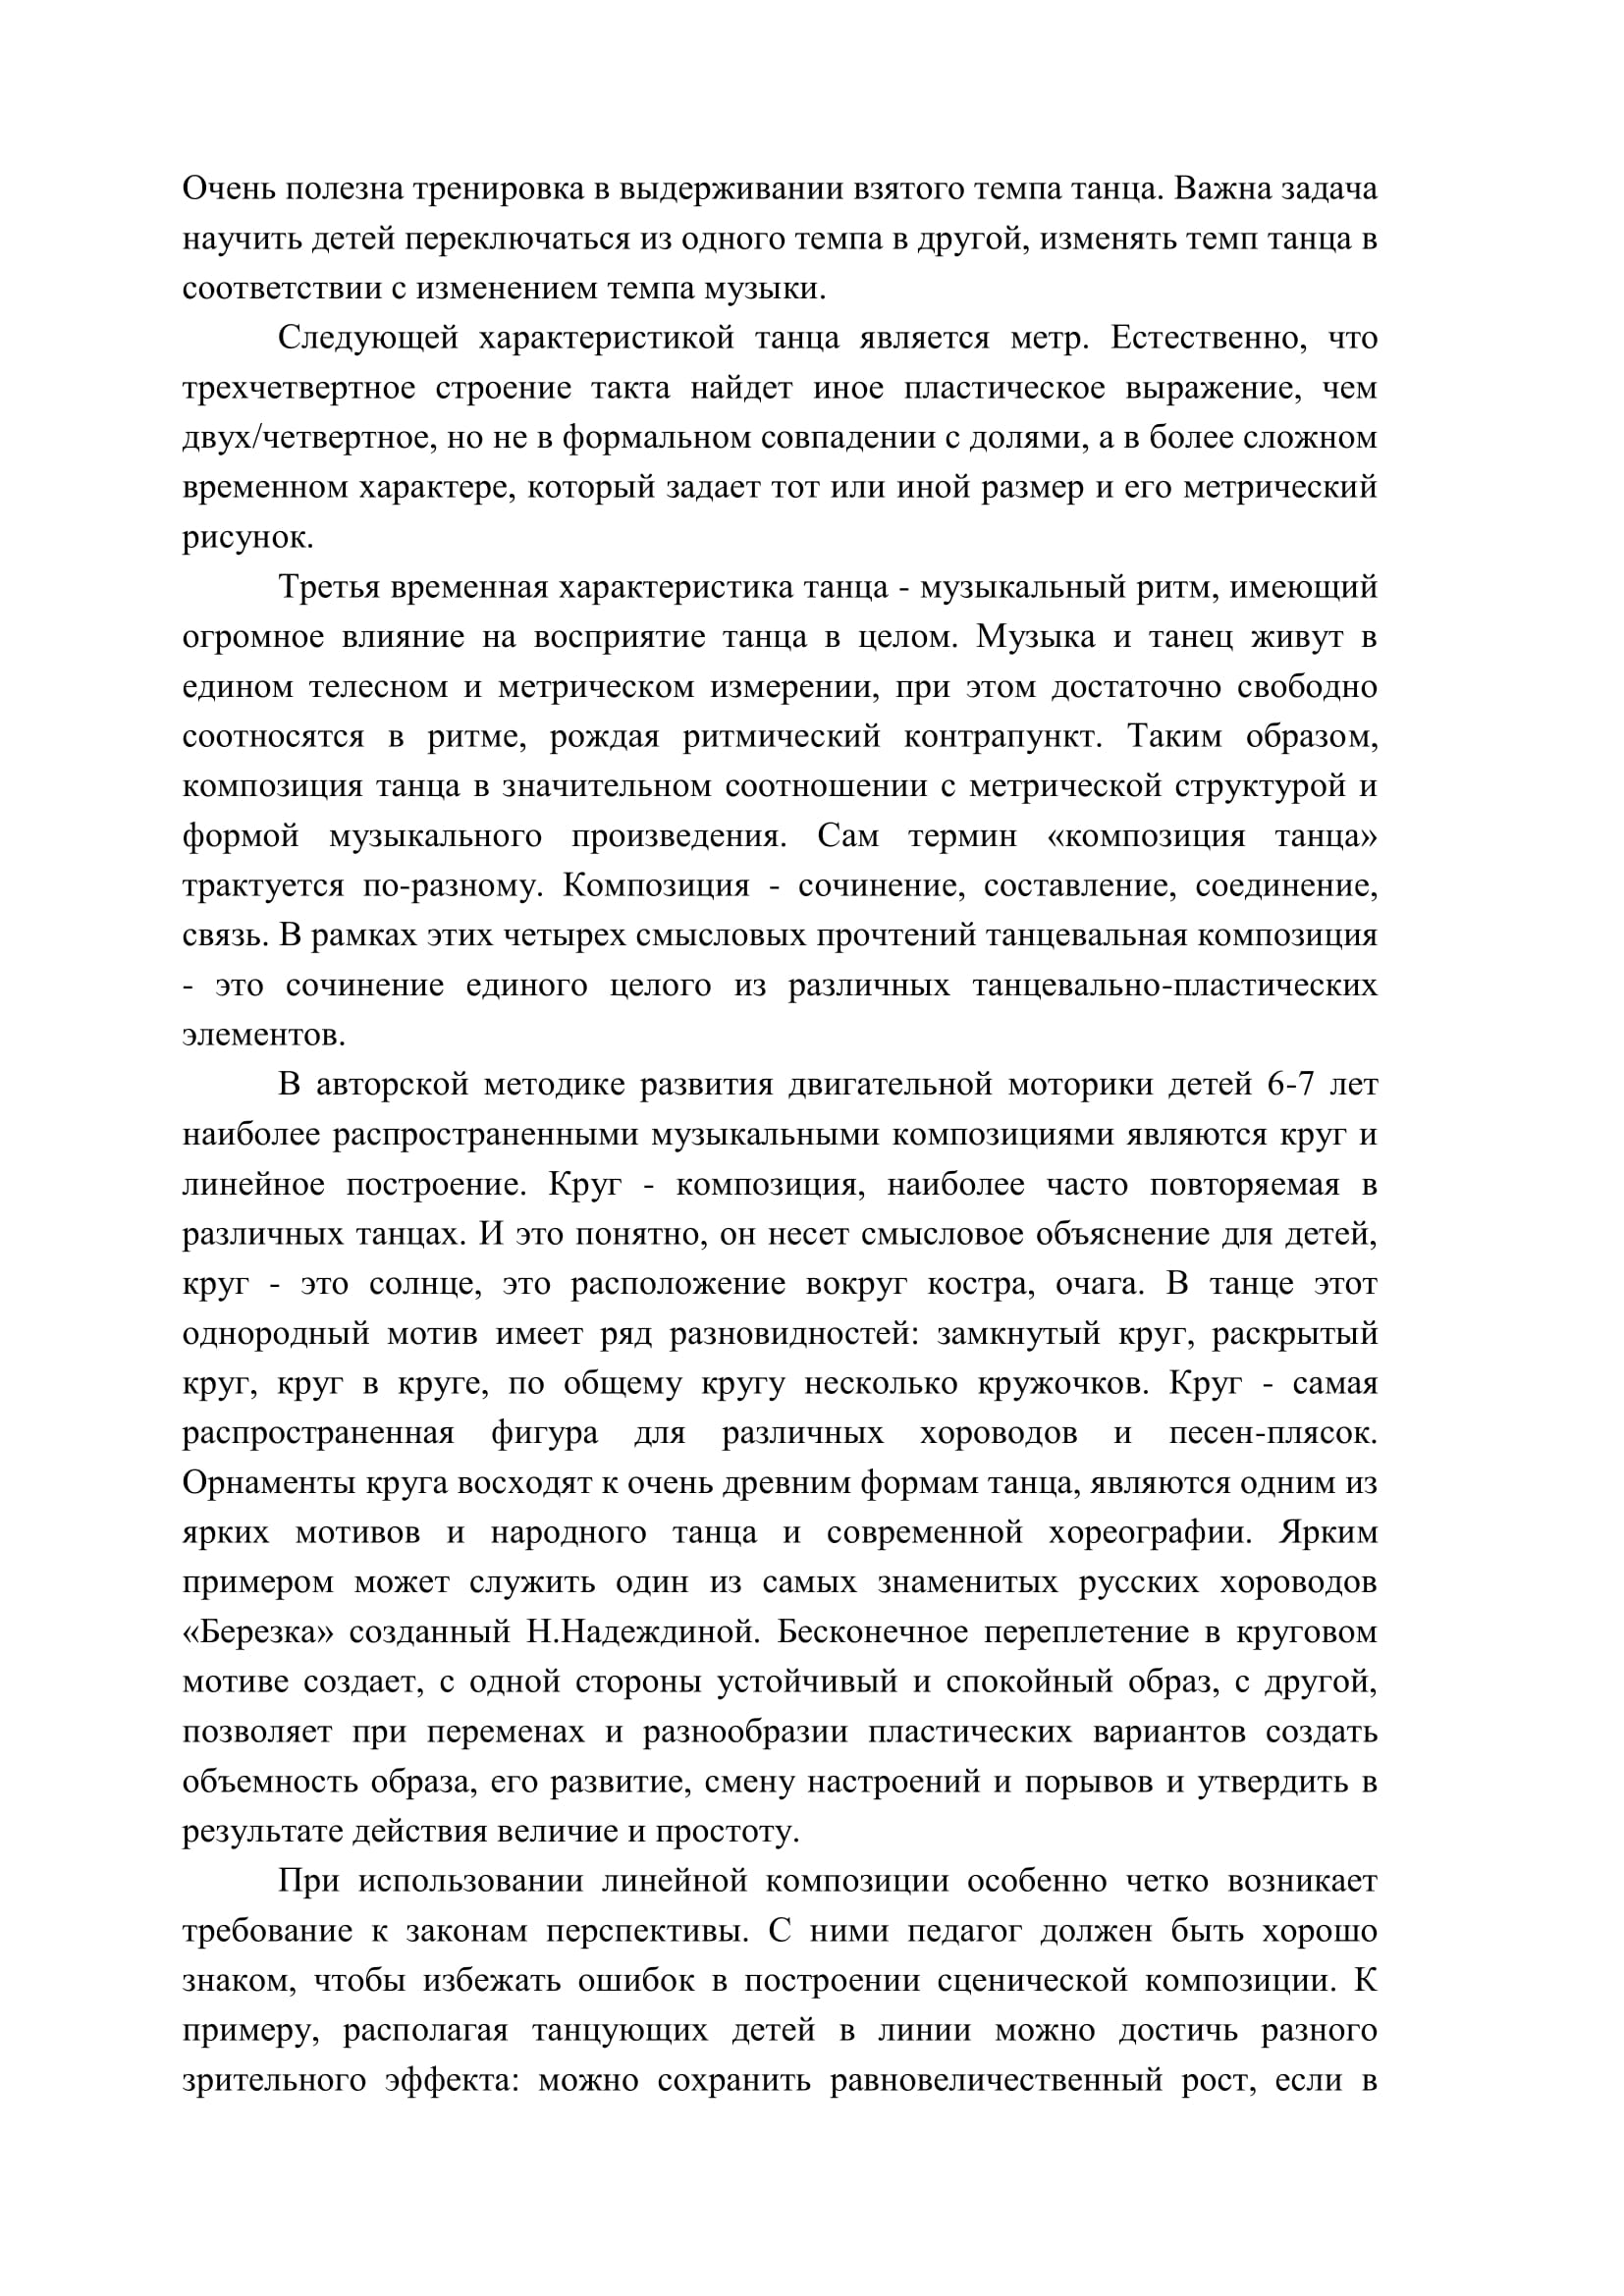 Очень полезна тренировка в выдерживании взятого темпа танца. Важна задача
научить детей переключаться из одного темпа в другой, изменять темп танца в
соответствии с изменением темпа музыки.
Следующей характеристикой танца является метр. Естественно, что
трехчетвертное строение такта найдет иное пластическое выражение, чем
двух/четвертное, но не в формальном совпадении с долями, а в более сложном
временном характере, который задает тот или иной размер и его метрический
рисунок.
Третья временная характеристика танца - музыкальный ритм, имеющий
огромное влияние на восприятие танца в целом. Музыка и танец живут в
едином телесном и метрическом измерении, при этом достаточно свободно
соотносятся в ритме, рождая ритмический контрапункт. Таким образом,
композиция танца в значительном соотношении с метрической структурой и
формой музыкального произведения. Сам термин «композиция танца»
трактуется по-разному. Композиция - сочинение, составление, соединение,
связь. В рамках этих четырех смысловых прочтений танцевальная композиция
- это сочинение единого целого из различных танцевально-пластических
элементов.
В авторской методике развития двигательной моторики детей 6-7 лет
наиболее распространенными музыкальными композициями являются круг и
линейное построение. Круг - композиция, наиболее часто повторяемая в
различных танцах. И это понятно, он несет смысловое объяснение для детей,
круг - это солнце, это расположение вокруг костра, очага. В танце этот
однородный мотив имеет ряд разновидностей: замкнутый круг, раскрытый
круг, круг в круге, по общему кругу несколько кружочков. Круг - самая
распространенная фигура для различных хороводов и песен-плясок.
Орнаменты круга восходят к очень древним формам танца, являются одним из
ярких мотивов и народного танца и современной хореографии. Ярким
примером может служить один из самых знаменитых русских хороводов
«Березка» созданный Н.Надеждиной. Бесконечное переплетение в круговом
мотиве создает, с одной стороны устойчивый и спокойный образ, с другой,
позволяет при переменах и разнообразии пластических вариантов создать
объемность образа, его развитие, смену настроений и порывов и утвердить в
результате действия величие и простоту.
При использовании линейной композиции особенно четко возникает
требование к законам перспективы. С ними педагог должен быть хорошо
знаком, чтобы избежать ошибок в построении сценической композиции. К
примеру, располагая танцующих детей в линии можно достичь разного
зрительного эффекта: можно сохранить равновеличественный рост, если в